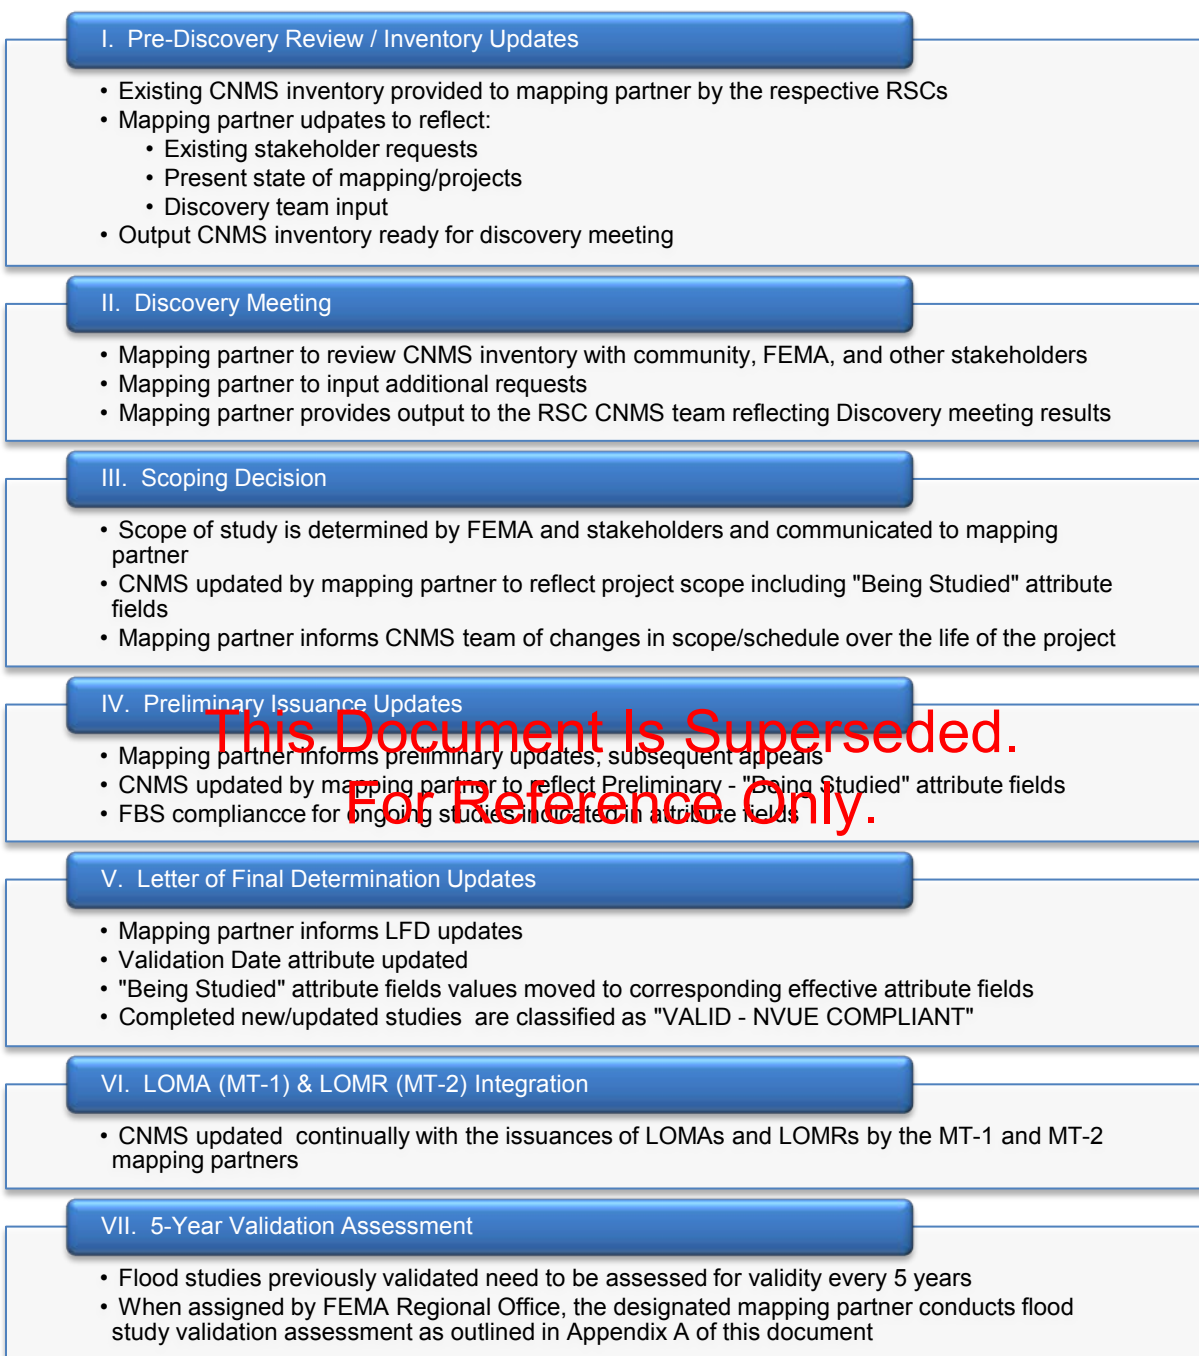 I. Pre-Discovery Review / Inventory Updates
• Existing CNMS inventory provided to mapping partner by the respective RSCs
• Mapping partner udpates to reflect:
• Existing stakeholder requests
• Present state of mapping/projects
• Discovery team input
• Output CNMS inventory ready for discovery meeting
II. Discovery Meeting
• Mapping partner to review CNMS inventory with community, FEMA, and other stakeholders
• Mapping partner to input additional requests
• Mapping partner provides output to the RSC CNMS team reflecting Discovery meeting results
III. Scoping Decision
• Scope of study is determined by FEMA and stakeholders and communicated to mapping
partner
• CNMS updated by mapping partner to reflect project scope including "Being Studied" attribute
fields
• Mapping partner informs CNMS team of changes in scope/schedule over the life of the project
IV. Preliminary Issuance Updates
This Document Is Superseded.
• Mapping partner informs preliminary updates, subsequent appeals
• CNMS updated by mapping partner to reflect Preliminary - "Being Studied" attribute fields
For Reference Only.
• FBS compliancce for ongoing studies indicated in attribute fields
V. Letter of Final Determination Updates
• Mapping partner informs LFD updates
• Validation Date attribute updated
• "Being Studied" attribute fields values moved to corresponding effective attribute fields
• Completed new/updated studies are classified as "VALID - NVUE COMPLIANT"
VI. LOMA (MT-1) & LOMR (MT-2) Integration
• CNMS updated continually with the issuances of LOMAs and LOMRs by the MT-1 and MT-2
mapping partners
VII. 5-Year Validation Assessment
• Flood studies previously validated need to be assessed for validity every 5 years
• When assigned by FEMA Regional Office, the designated mapping partner conducts flood
study validation assessment as outlined in Appendix A of this document